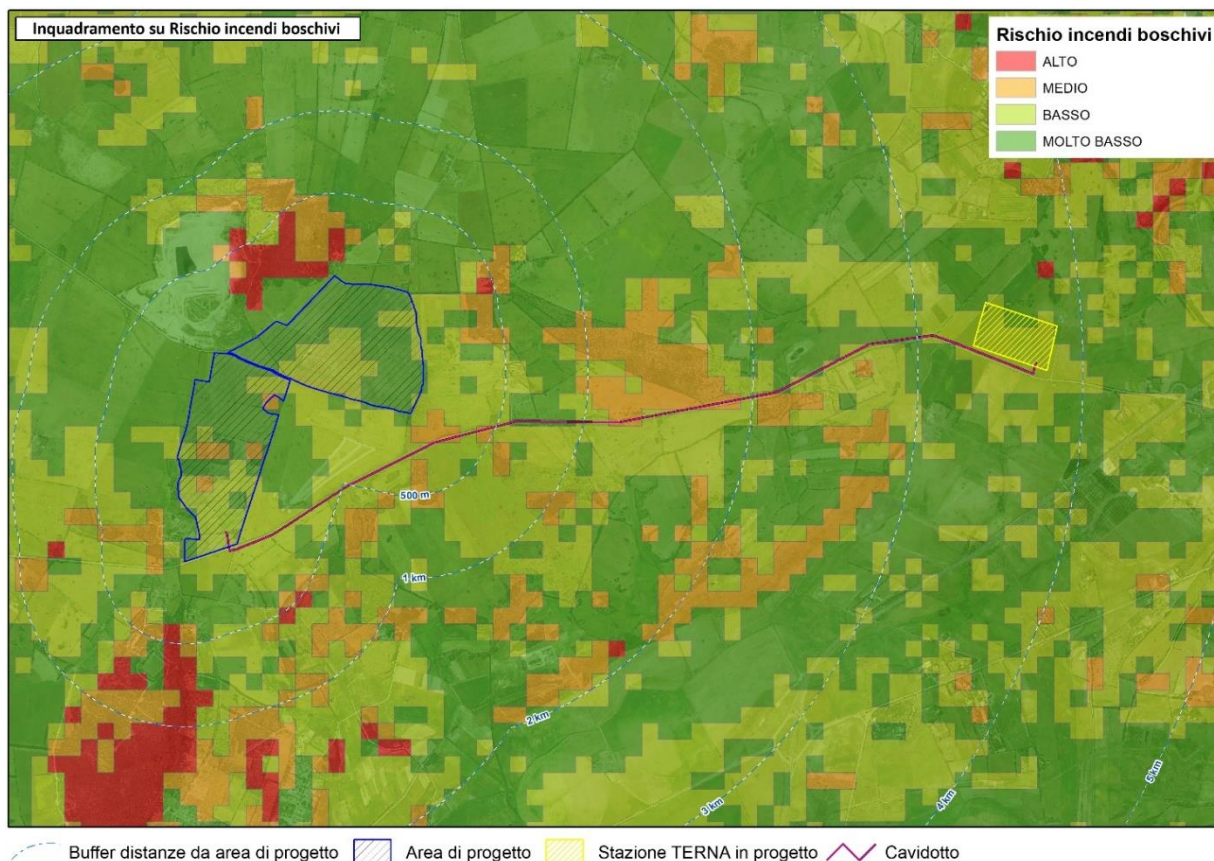 Inquadramento su Rischio incendi boschivi
Rischio incendi boschivi
ALTO
MEDIO
BASSO
MOLTO BASSO
500 m
1 km
2 km
3 km
4 km
5 km
Buffer distanze da area di progetto
Area di progetto
Stazione TERNA in progetto
Cavidotto